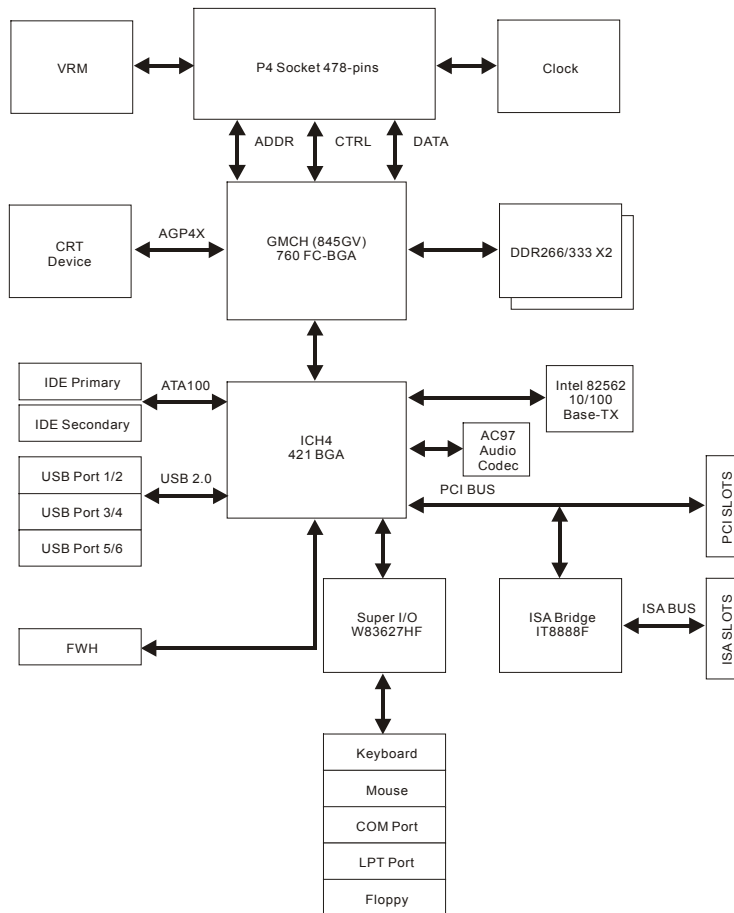 VRM
P4 Socket 478-pins
Clock
ADDR
CTRL
DATA
CRT
Device
AGP4X
GMCH (845GV)
760 FC-BGA
DDR266/333 X2
IDE Primary
IDE Secondary
ATA100
ICH4
421 BGA
Intel 82562
10/100
Base-TX
AC97
Audio
Codec
USB Port 1/2
USB Port 3/4
USB Port 5/6
USB 2.0
PCI BUS
PCI SLOTS
FWH
Super I/O
W83627HF
ISA Bridge
IT8888F
ISA BUS
ISA SLOTS
Keyboard
Mouse
COM Port
LPT Port
Floppy